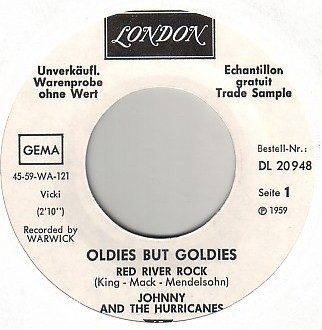 LONDON
Unverkäufl.
Warenprobe
ohne Wert
Echantillon
gratuit
Trade Sample
GEMA
45-59-WA-121
Vicki
(2'10")
Recorded by
WARWICK
Bestell-Nr.:
DL 20948
Seite 1
℗ 1959
OLDIES BUT GOLDIES
RED RIVER ROCK
(King - Mack - Mendelsohn)
JOHNNY
AND THE HURRICANES